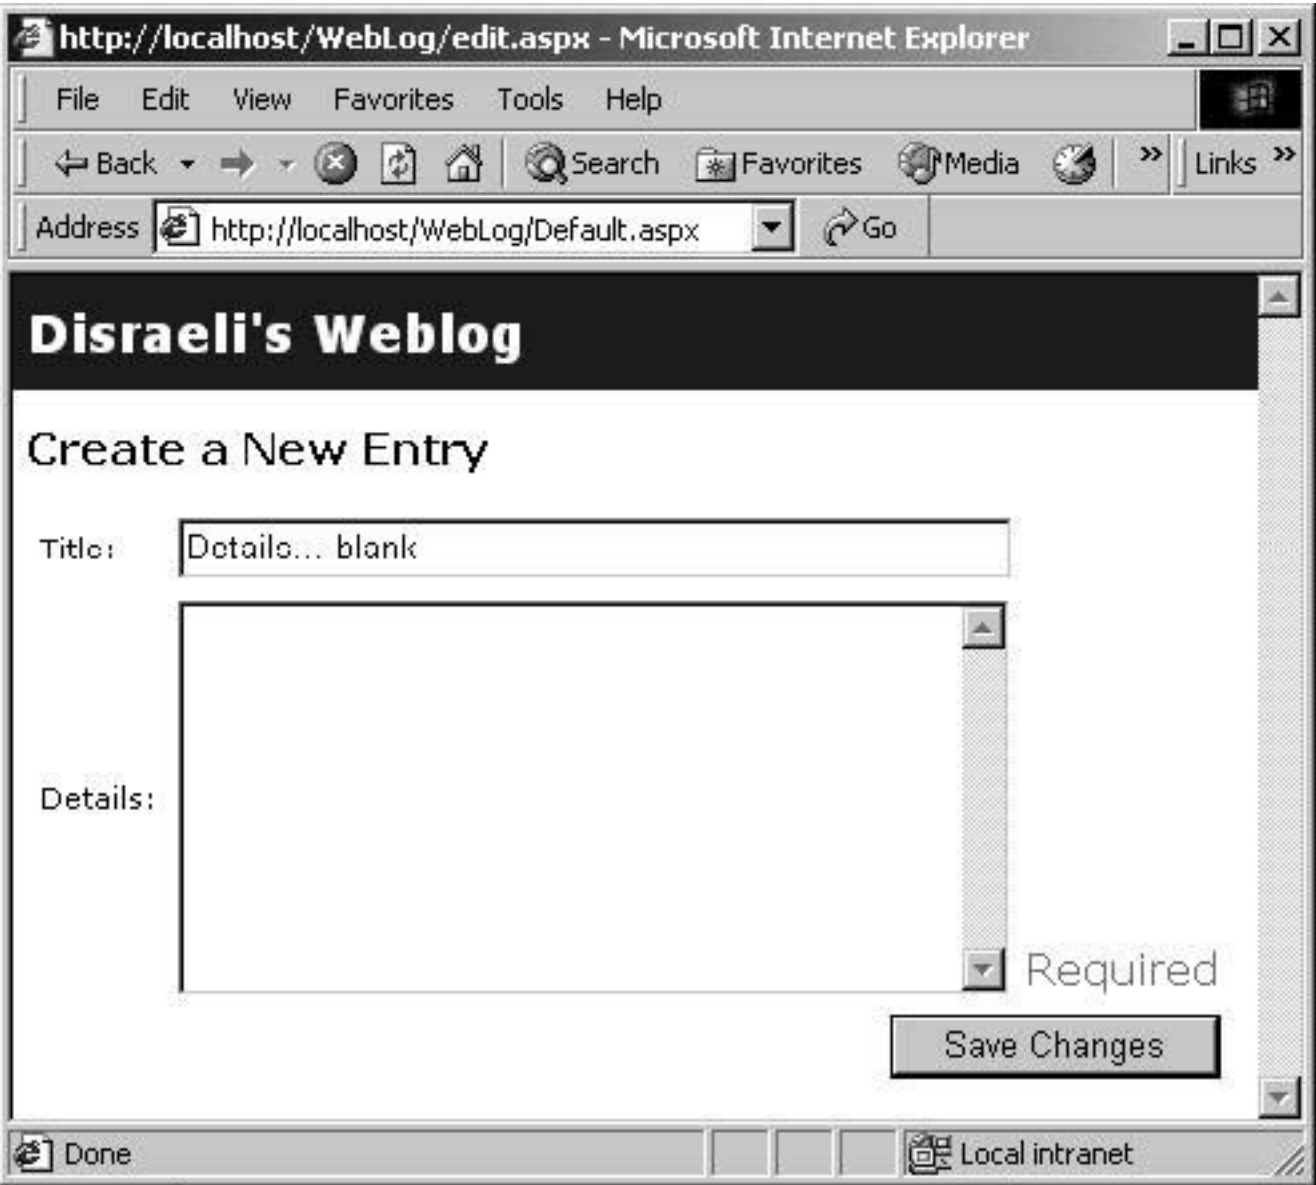 http://localhost/WebLog/edit.aspx - Microsoft Internet Explorer
File Edit View Favorites Tools Help
Back Search Favorites Media » Links »
Address http://localhost/WebLog/Default.aspx Go
Disraeli's Weblog
Create a New Entry
Title: Details... blank
Details:
Required
Save Changes
Done Local intranet